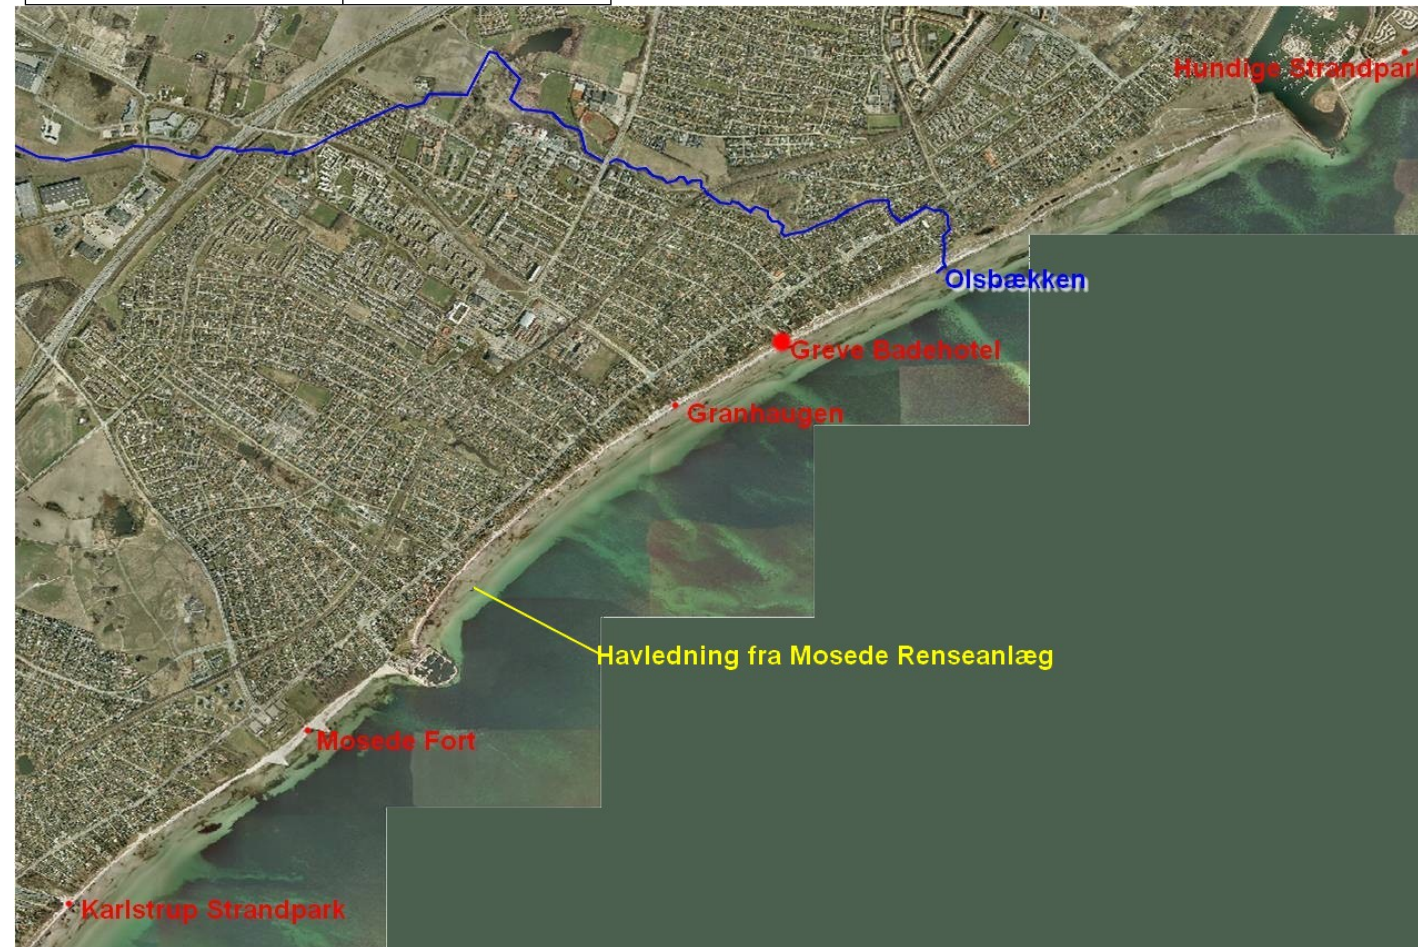 Hundige Strandpark
Olsbækken
Greve Badehotel
Granhaugen
Havledning fra Mosede Renseanlæg
Mosede Fort
Karlstrup Strandpark